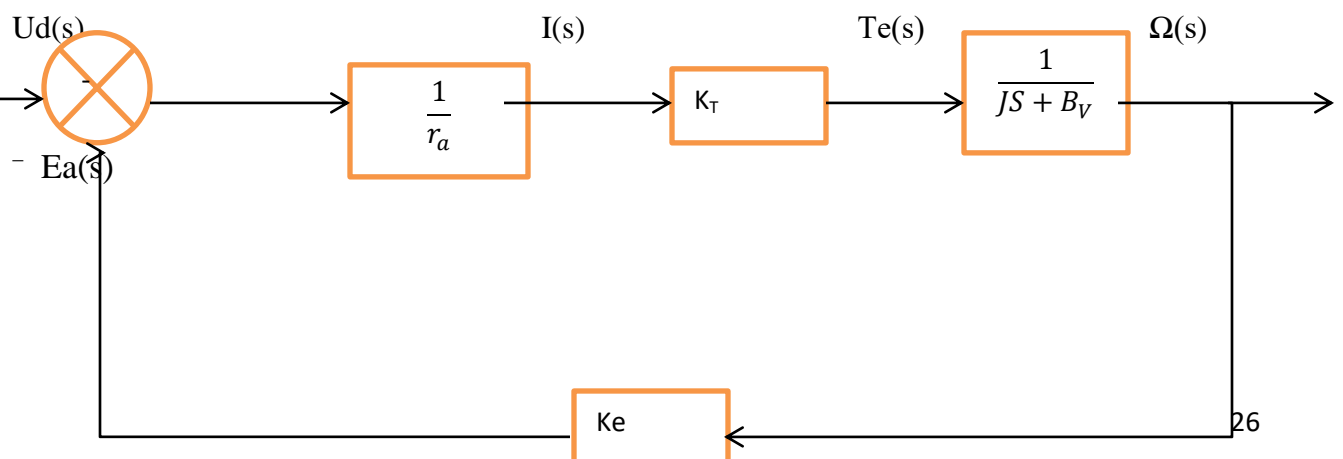 Ud(s) I(s) Te(s) Ω(s)
-
1/r_a
K_T
1/(JS + B_V)
− Ea(s)
Ke
26